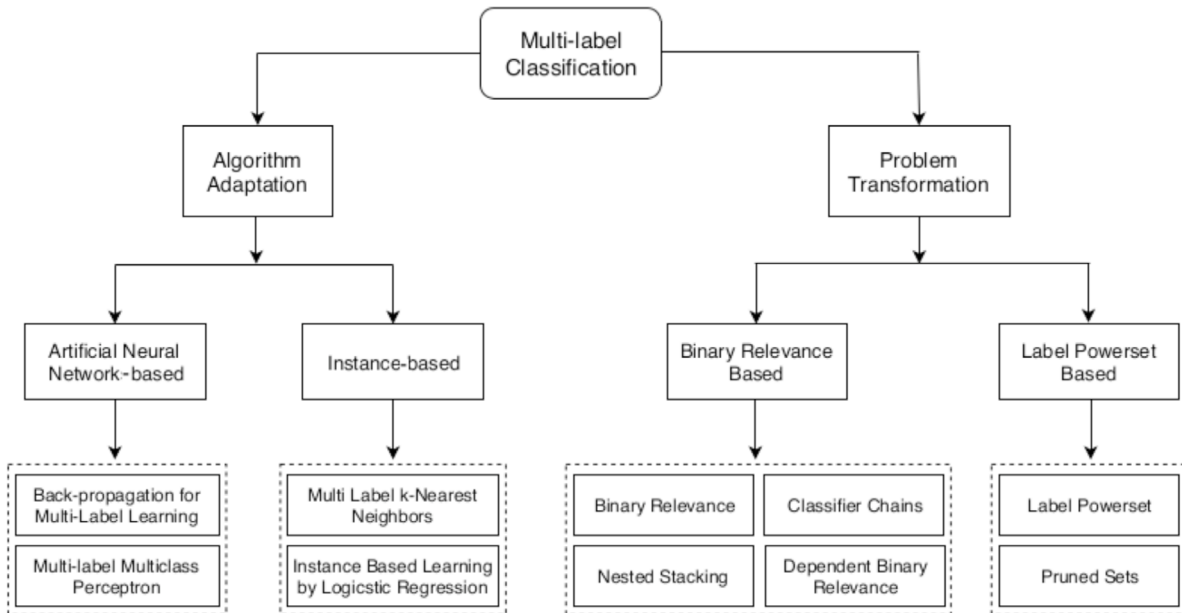 Multi-label
Classification
Algorithm
Adaptation
Problem
Transformation
Artificial Neural
Network-based
Instance-based
Binary Relevance
Based
Label Powerset
Based
Back-propagation for
Multi-Label Learning
Multi-label Multiclass
Perceptron
Multi Label k-Nearest
Neighbors
Instance Based Learning
by Logicstic Regression
Binary Relevance
Classifier Chains
Nested Stacking
Dependent Binary
Relevance
Label Powerset
Pruned Sets